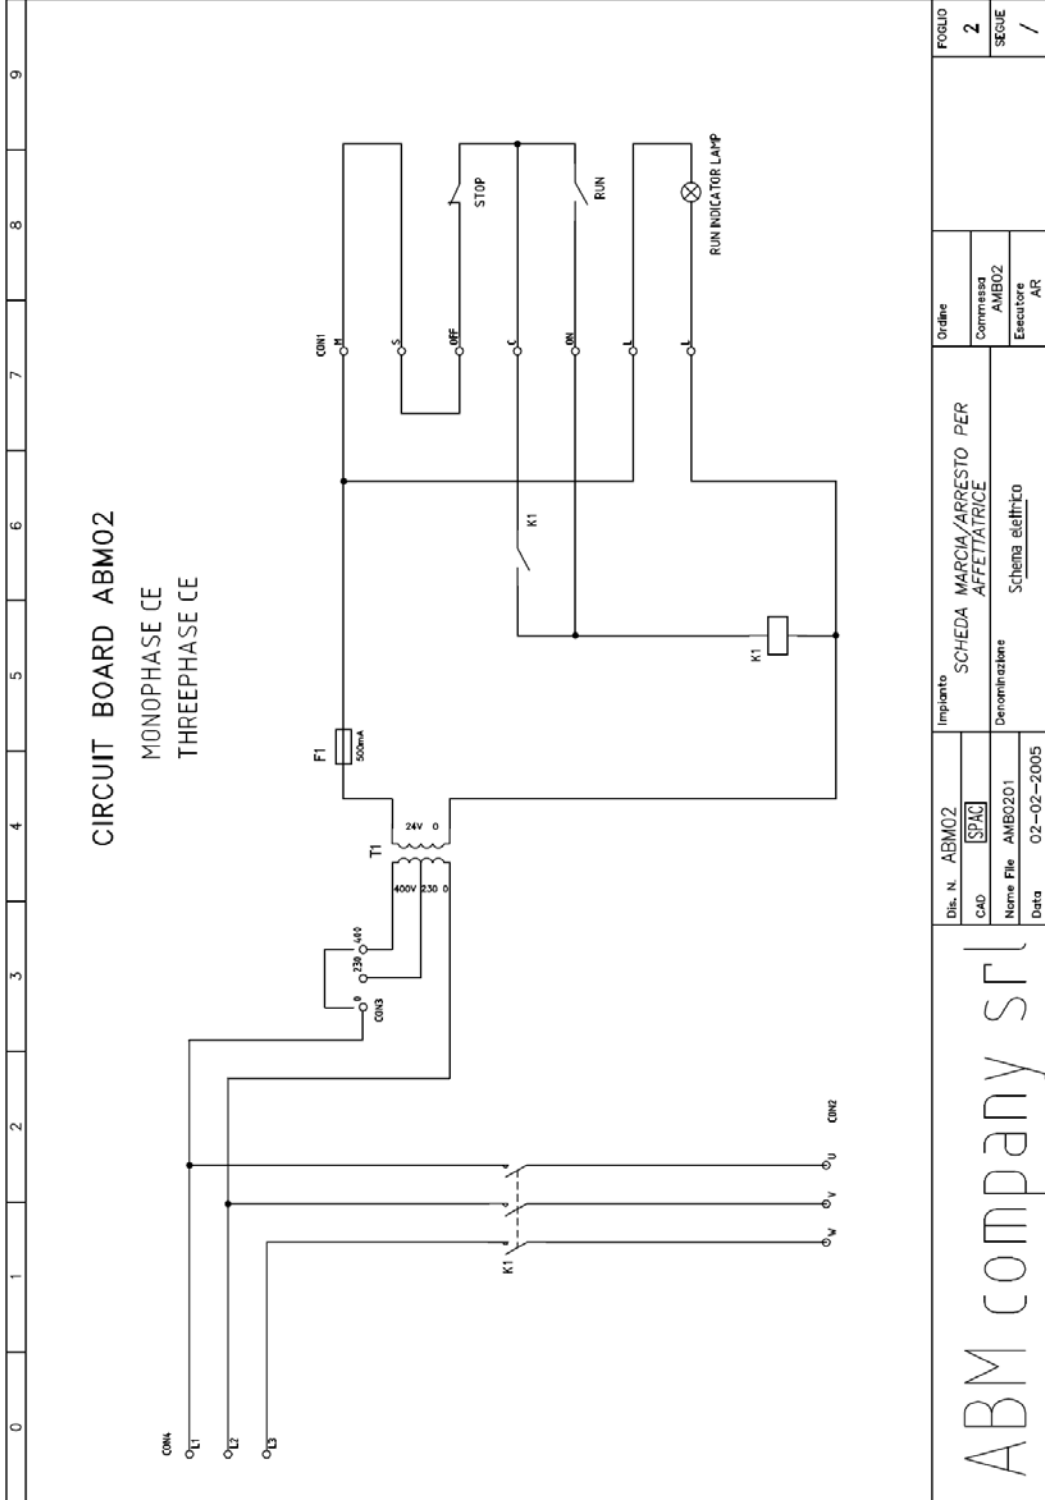 0 1 2 3 4 5 6 7 8 9
CIRCUIT BOARD ABM02
MONOPHASE CE
THREEPHASE CE
CON4
L1
L2
L3
K1
W
V
U
CON2
CON3
0
230
400
400V 230 0
T1
24V 0
F1
500mA
K1
K1
CON1
M
S
OFF
C
ON
L
L
STOP
RUN
RUN INDICATOR LAMP
ABM company srl
Dis. N. ABM02
CAD SPAC
Nome File AMB0201
Data 02-02-2005
Impianto
SCHEDA MARCIA/ARRESTO PER
AFFETTATRICE
Denominazione
Schema elettrico
Ordine
Commessa
AMB02
Esecutore
AR
FOGLIO
2
SEGUE
/